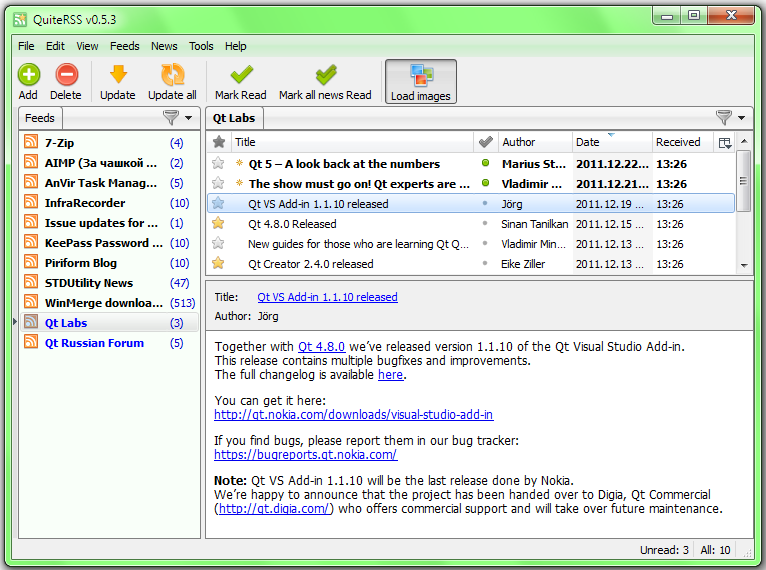 QuiteRSS v0.5.3
File Edit View Feeds News Tools Help
Add Delete Update Update all Mark Read Mark all news Read Load images
Feeds
7-Zip (4)
AIMP (За чашкой ... (2)
AnVir Task Manag... (5)
InfraRecorder (10)
Issue updates for ... (1)
KeePass Password ... (10)
Piriform Blog (10)
STDUtility News (47)
WinMerge downloa... (513)
Qt Labs (3)
Qt Russian Forum (5)
Qt Labs
Title Author Date Received
Qt 5 – A look back at the numbers Marius St... 2011.12.22... 13:26
The show must go on! Qt experts are ... Vladimir ... 2011.12.21... 13:26
Qt VS Add-in 1.1.10 released Jörg 2011.12.19 ... 13:26
Qt 4.8.0 Released Sinan Tanilkan 2011.12.15 ... 13:26
New guides for those who are learning Qt Q... Vladimir Min... 2011.12.13 ... 13:26
Qt Creator 2.4.0 released Eike Ziller 2011.12.13 ... 13:26
Title: Qt VS Add-in 1.1.10 released
Author: Jörg
Together with Qt 4.8.0 we've released version 1.1.10 of the Qt Visual Studio Add-in.
This release contains multiple bugfixes and improvements.
The full changelog is available here.
You can get it here:
http://qt.nokia.com/downloads/visual-studio-add-in
If you find bugs, please report them in our bug tracker:
https://bugreports.qt.nokia.com/
Note: Qt VS Add-in 1.1.10 will be the last release done by Nokia.
We're happy to announce that the project has been handed over to Digia, Qt Commercial
(http://qt.digia.com/) who offers commercial support and will take over future maintenance.
Unread: 3 All: 10